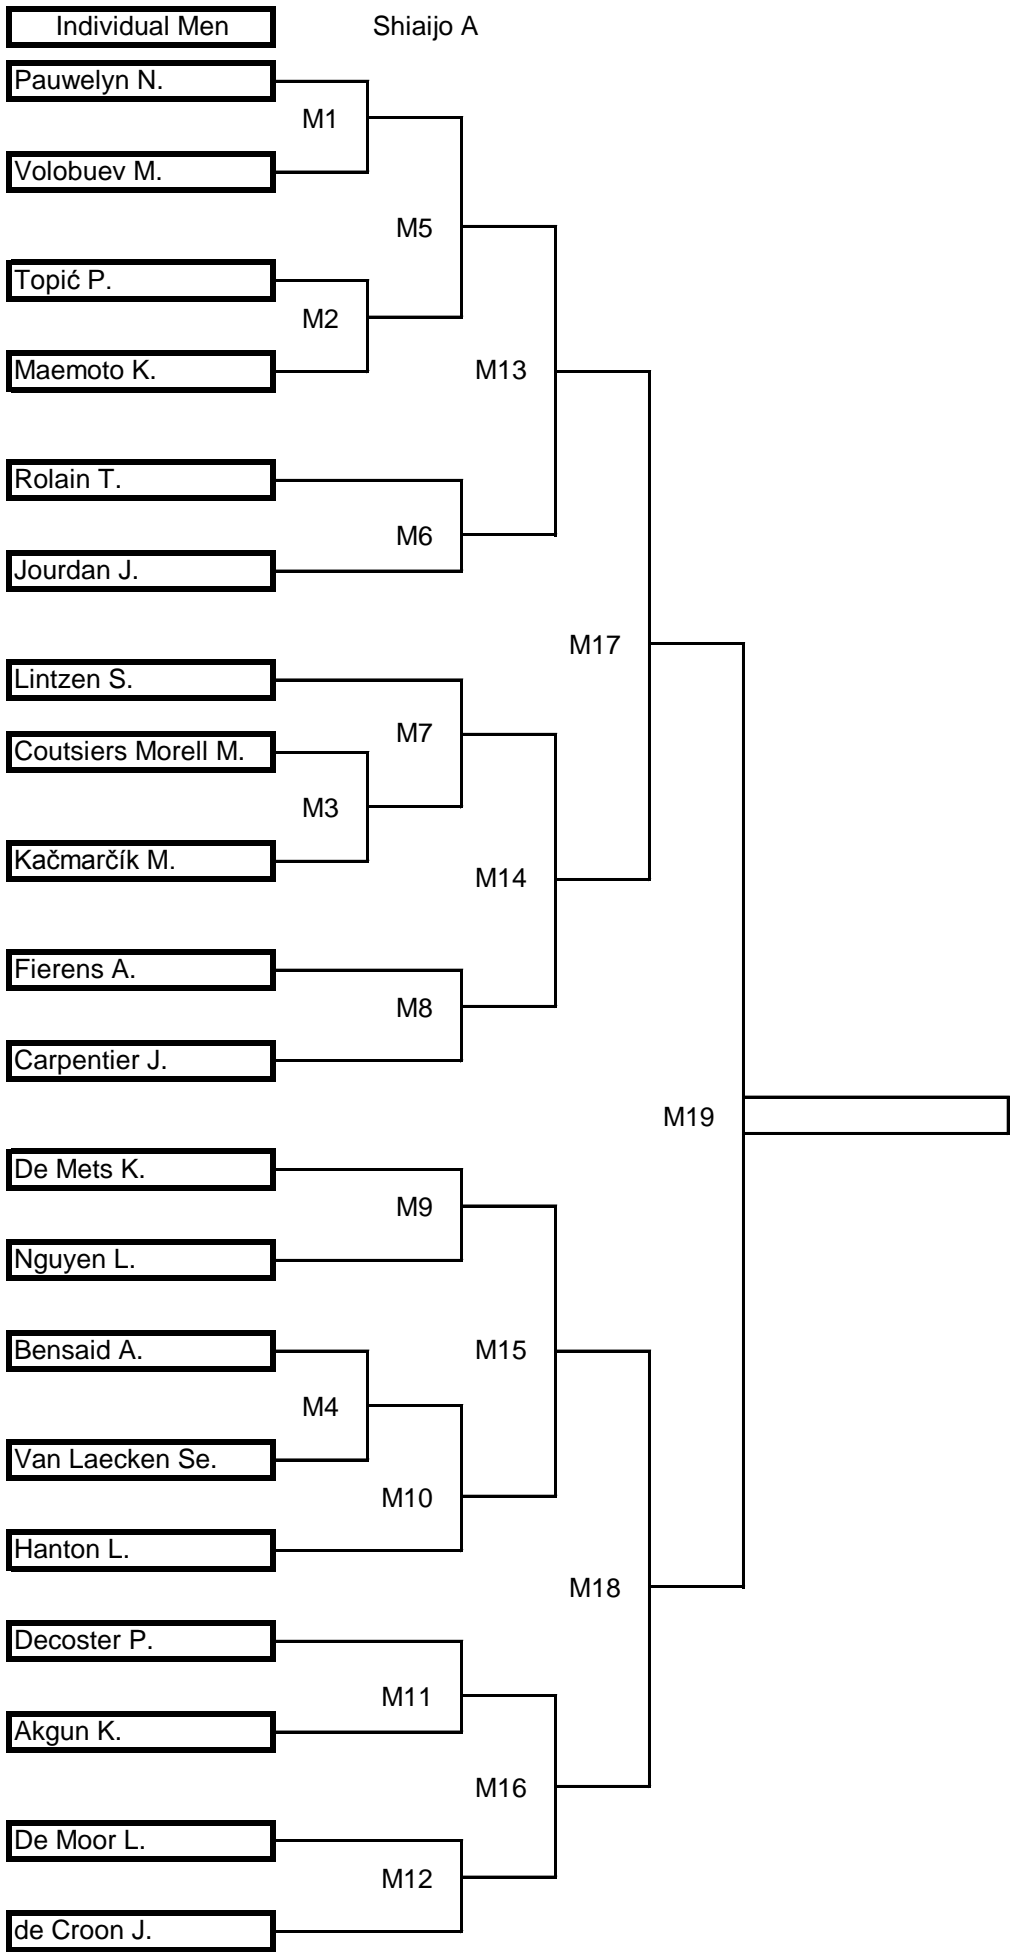 Individual Men Shiaijo A
Pauwelyn N.
M1
Volobuev M.
M5
Topić P.
M2
Maemoto K.
M13
Rolain T.
M6
Jourdan J.
M17
Lintzen S.
M7
Coutsiers Morell M.
M3
Kačmarčík M.
M14
Fierens A.
M8
Carpentier J.
M19
De Mets K.
M9
Nguyen L.
Bensaid A.
M15
M4
Van Laecken Se.
M10
Hanton L.
M18
Decoster P.
M11
Akgun K.
M16
De Moor L.
M12
de Croon J.